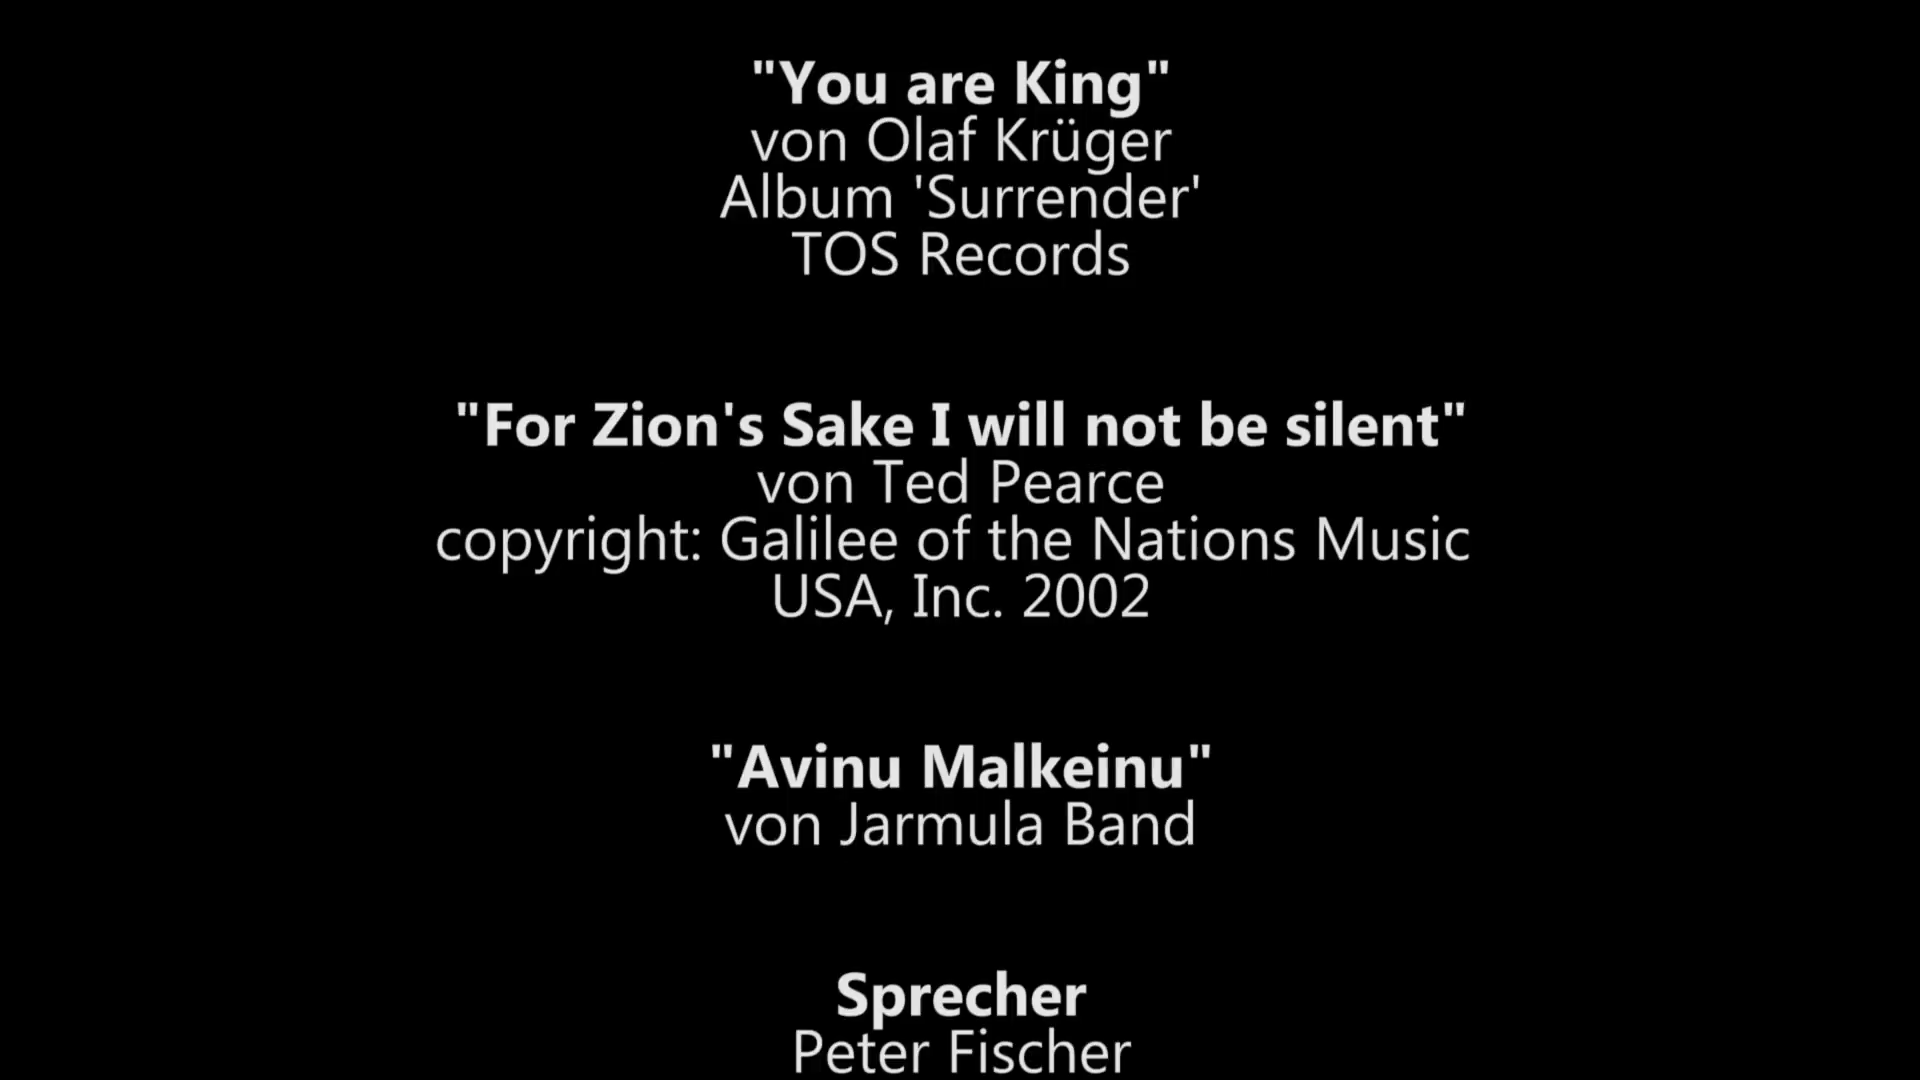 "You are King"
von Olaf Krüger
Album 'Surrender'
TOS Records
"For Zion's Sake I will not be silent"
von Ted Pearce
copyright: Galilee of the Nations Music
USA, Inc. 2002
"Avinu Malkeinu"
von Jarmula Band
Sprecher
Peter Fischer